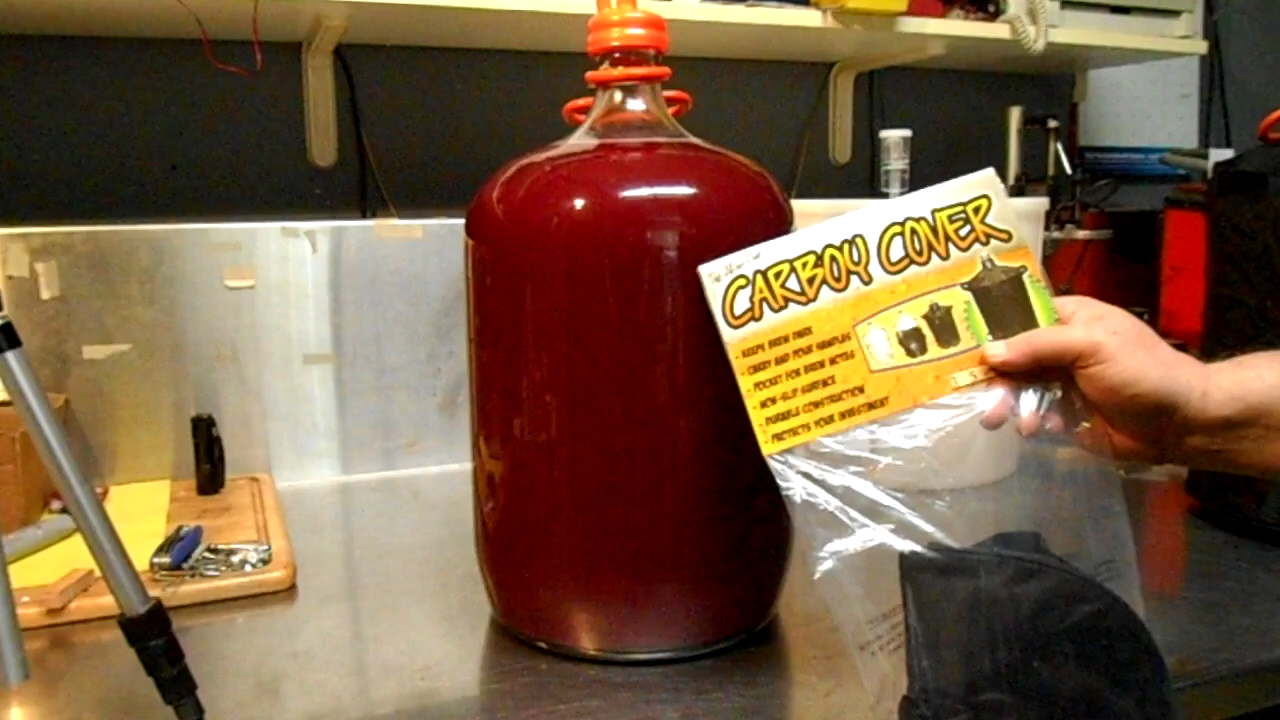 CARBOY COVER
- KEEPS BREW DARK
- CARRY AND POUR HANDLES
- POCKET FOR BREW NOTES
- NON-SLIP SURFACE
- DURABLE CONSTRUCTION
- PROTECTS YOUR INVESTMENT